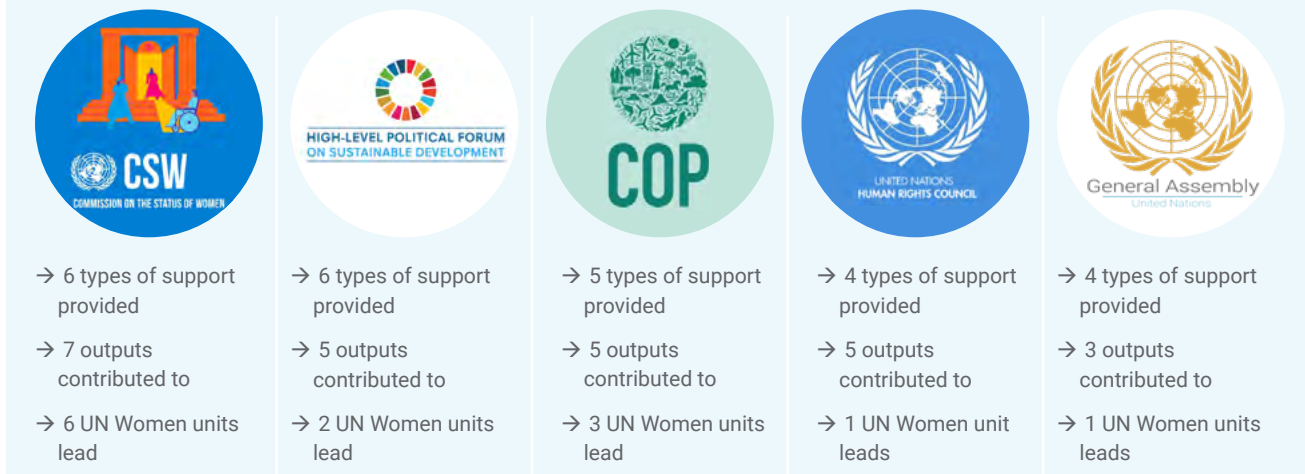 CSW
COMMISSION ON THE STATUS OF WOMEN
→ 6 types of support
provided
→ 7 outputs
contributed to
→ 6 UN Women units
lead
HIGH-LEVEL POLITICAL FORUM
ON SUSTAINABLE DEVELOPMENT
→ 6 types of support
provided
→ 5 outputs
contributed to
→ 2 UN Women units
lead
COP
→ 5 types of support
provided
→ 5 outputs
contributed to
→ 3 UN Women units
lead
UNITED NATIONS
HUMAN RIGHTS COUNCIL
→ 4 types of support
provided
→ 5 outputs
contributed to
→ 1 UN Women unit
leads
General Assembly
United Nations
→ 4 types of support
provided
→ 3 outputs
contributed to
→ 1 UN Women units
leads